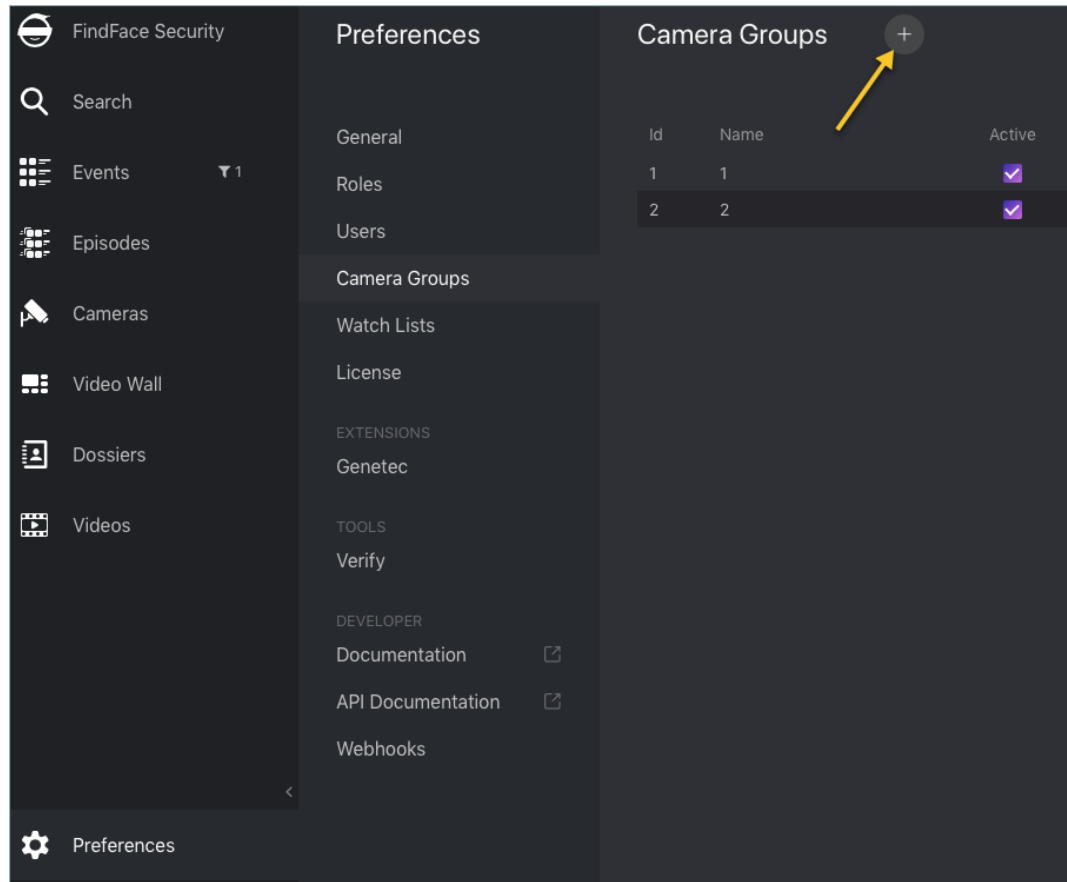 FindFace Security
Search
Events 1
Episodes
Cameras
Video Wall
Dossiers
Videos
Preferences
Preferences
General
Roles
Users
Camera Groups
Watch Lists
License
EXTENSIONS
Genetec
TOOLS
Verify
DEVELOPER
Documentation
API Documentation
Webhooks
Camera Groups +
Id Name Active
1 1
2 2